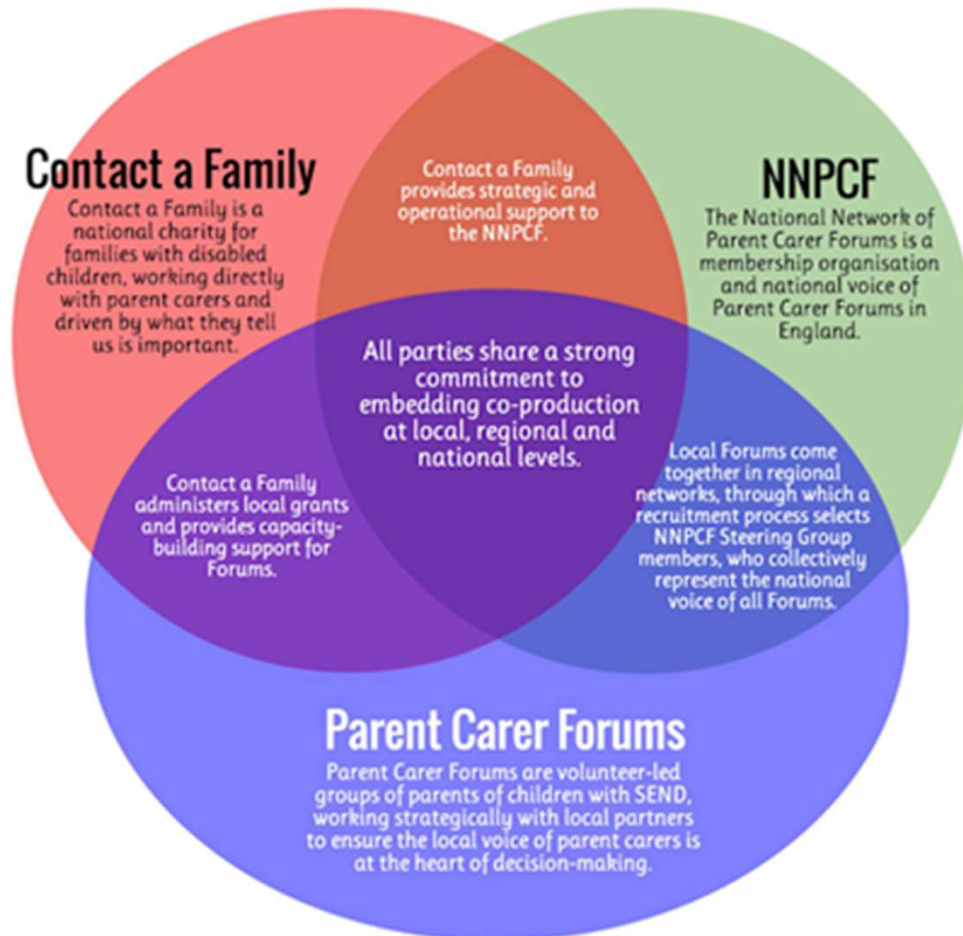 Contact a Family
Contact a Family is a
national charity for
families with disabled
children, working directly
with parent carers and
driven by what they tell
us is important.
Contact a Family
provides strategic and
operational support to
the NNPCF.
NNPCF
The National Network of
Parent Carer Forums is a
membership organisation
and national voice of
Parent Carer Forums in
England.
All parties share a strong
commitment to
embedding co-production
at local, regional and
national levels.
Contact a Family
administers local grants
and provides capacity-
building support for
Forums.
Local Forums come
together in regional
networks, through which a
recruitment process selects
NNPCF Steering Group
members, who collectively
represent the national
voice of all Forums.
Parent Carer Forums
Parent Carer Forums are volunteer-led
groups of parents of children with SEND,
working strategically with local partners
to ensure the local voice of parent carers is
at the heart of decision-making.